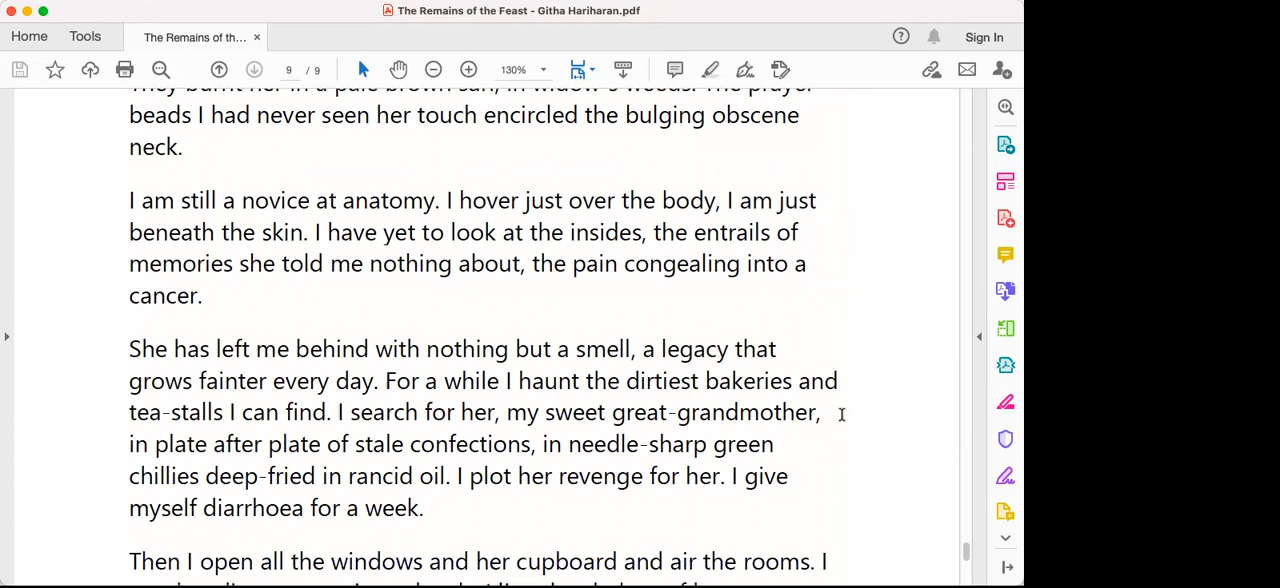 The Remains of the Feast - Githa Hariharan.pdf
Home
Tools
The Remains of th...
Sign In
9
/ 9
130%
beads I had never seen her touch encircled the bulging obscene
neck.
I am still a novice at anatomy. I hover just over the body, I am just
beneath the skin. I have yet to look at the insides, the entrails of
memories she told me nothing about, the pain congealing into a
cancer.
She has left me behind with nothing but a smell, a legacy that
grows fainter every day. For a while I haunt the dirtiest bakeries and
tea-stalls I can find. I search for her, my sweet great-grandmother,
in plate after plate of stale confections, in needle-sharp green
chillies deep-fried in rancid oil. I plot her revenge for her. I give
myself diarrhoea for a week.
Then I open all the windows and her cupboard and air the rooms. I